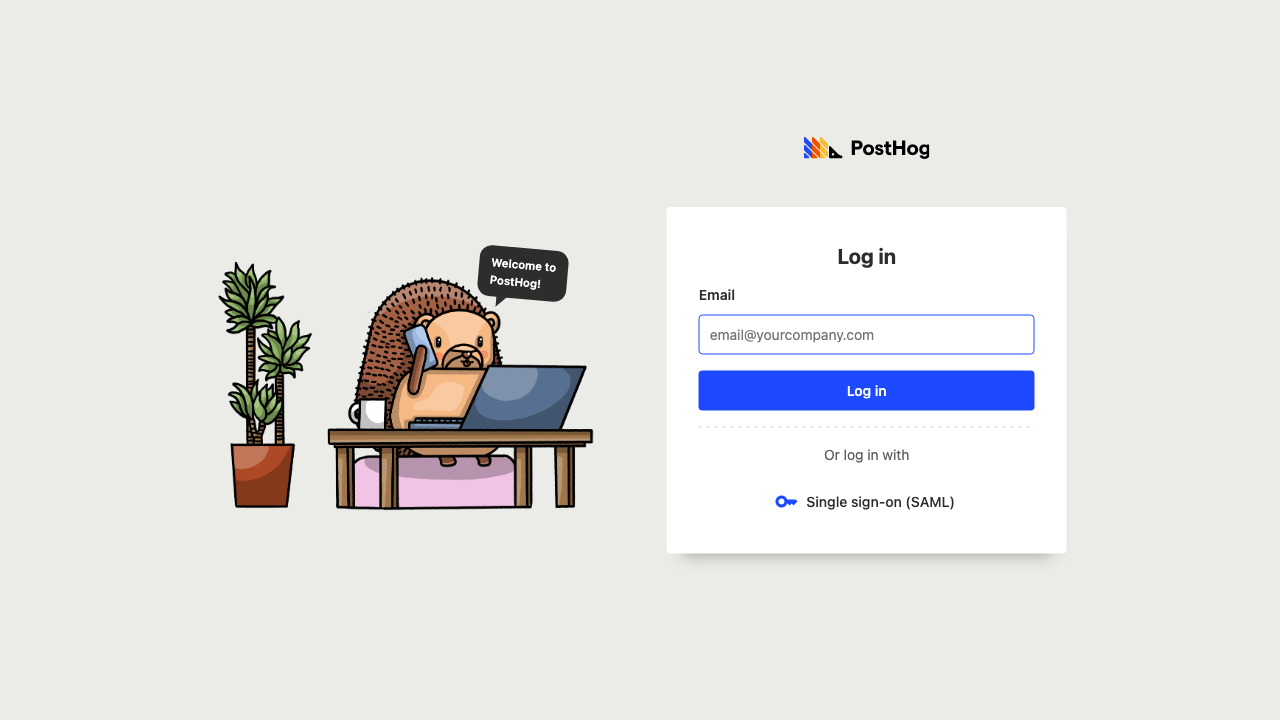 PostHog
Welcome to
PostHog!
Log in
Email
email@yourcompany.com
Log in
Or log in with
Single sign-on (SAML)